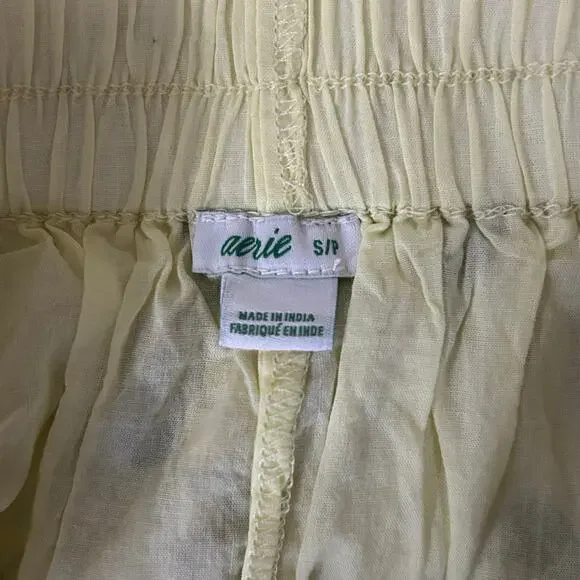 aerie S/P
MADE IN INDIA
FABRIQUÉ EN INDE